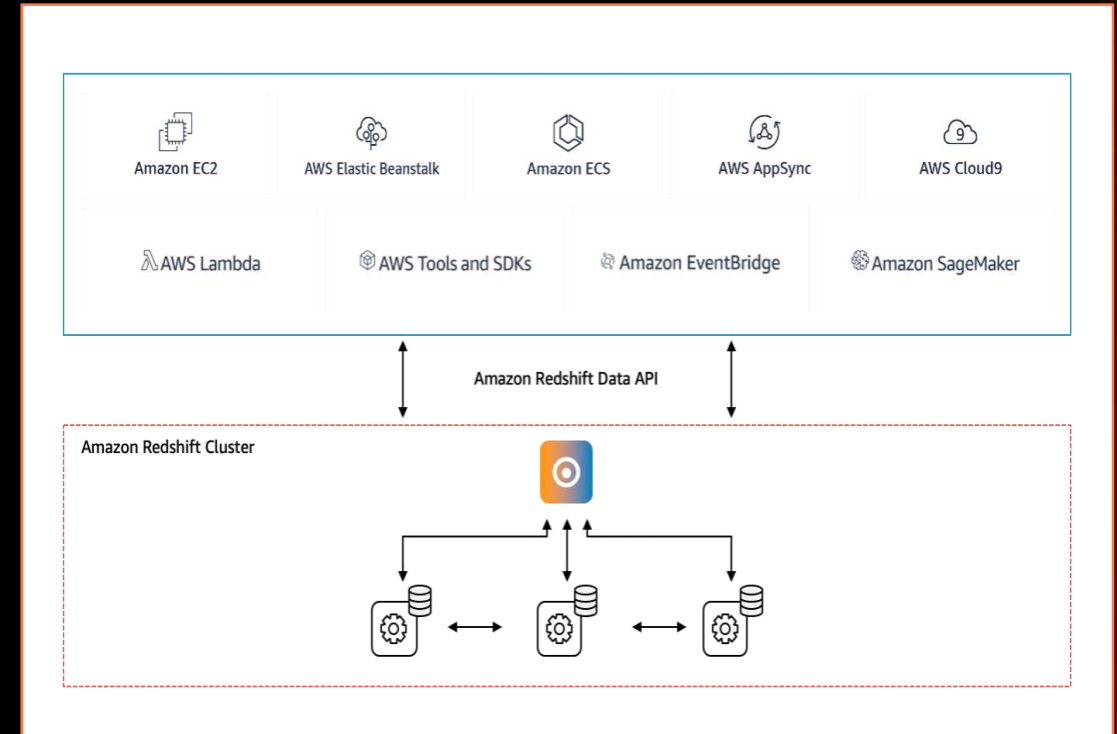 Amazon EC2
AWS Elastic Beanstalk
Amazon ECS
AWS AppSync
9
AWS Cloud9
AWS Lambda
AWS Tools and SDKs
Amazon EventBridge
Amazon SageMaker
Amazon Redshift Data API
Amazon Redshift Cluster